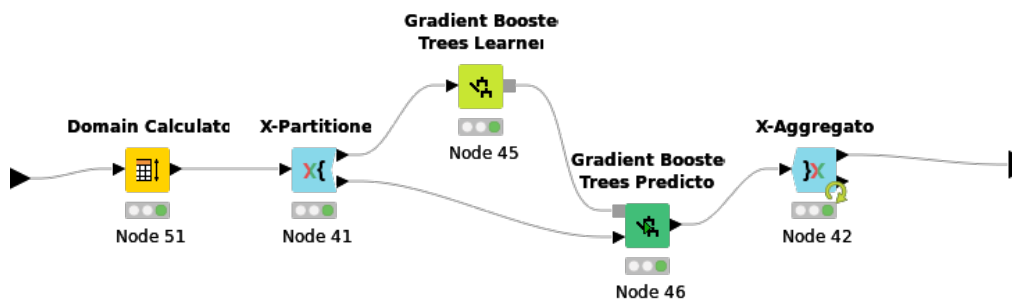 Gradient Booste
Trees Learner
Domain Calculato
X-Partitione
X-Aggregato
Node 45
Gradient Booste
Trees Predicto
X{
}X
Node 51
Node 41
Node 42
Node 46